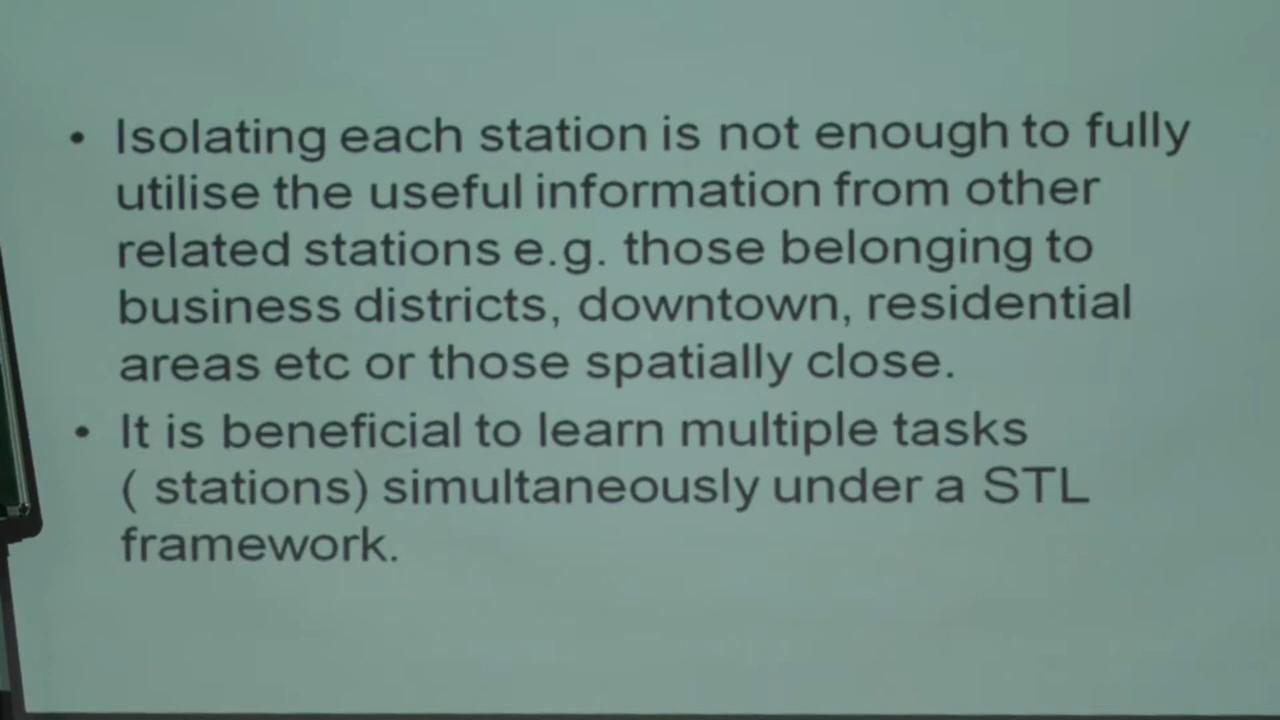 • Isolating each station is not enough to fully
utilise the useful information from other
related stations e.g. those belonging to
business districts, downtown, residential
areas etc or those spatially close.
• It is beneficial to learn multiple tasks
( stations) simultaneously under a STL
framework.